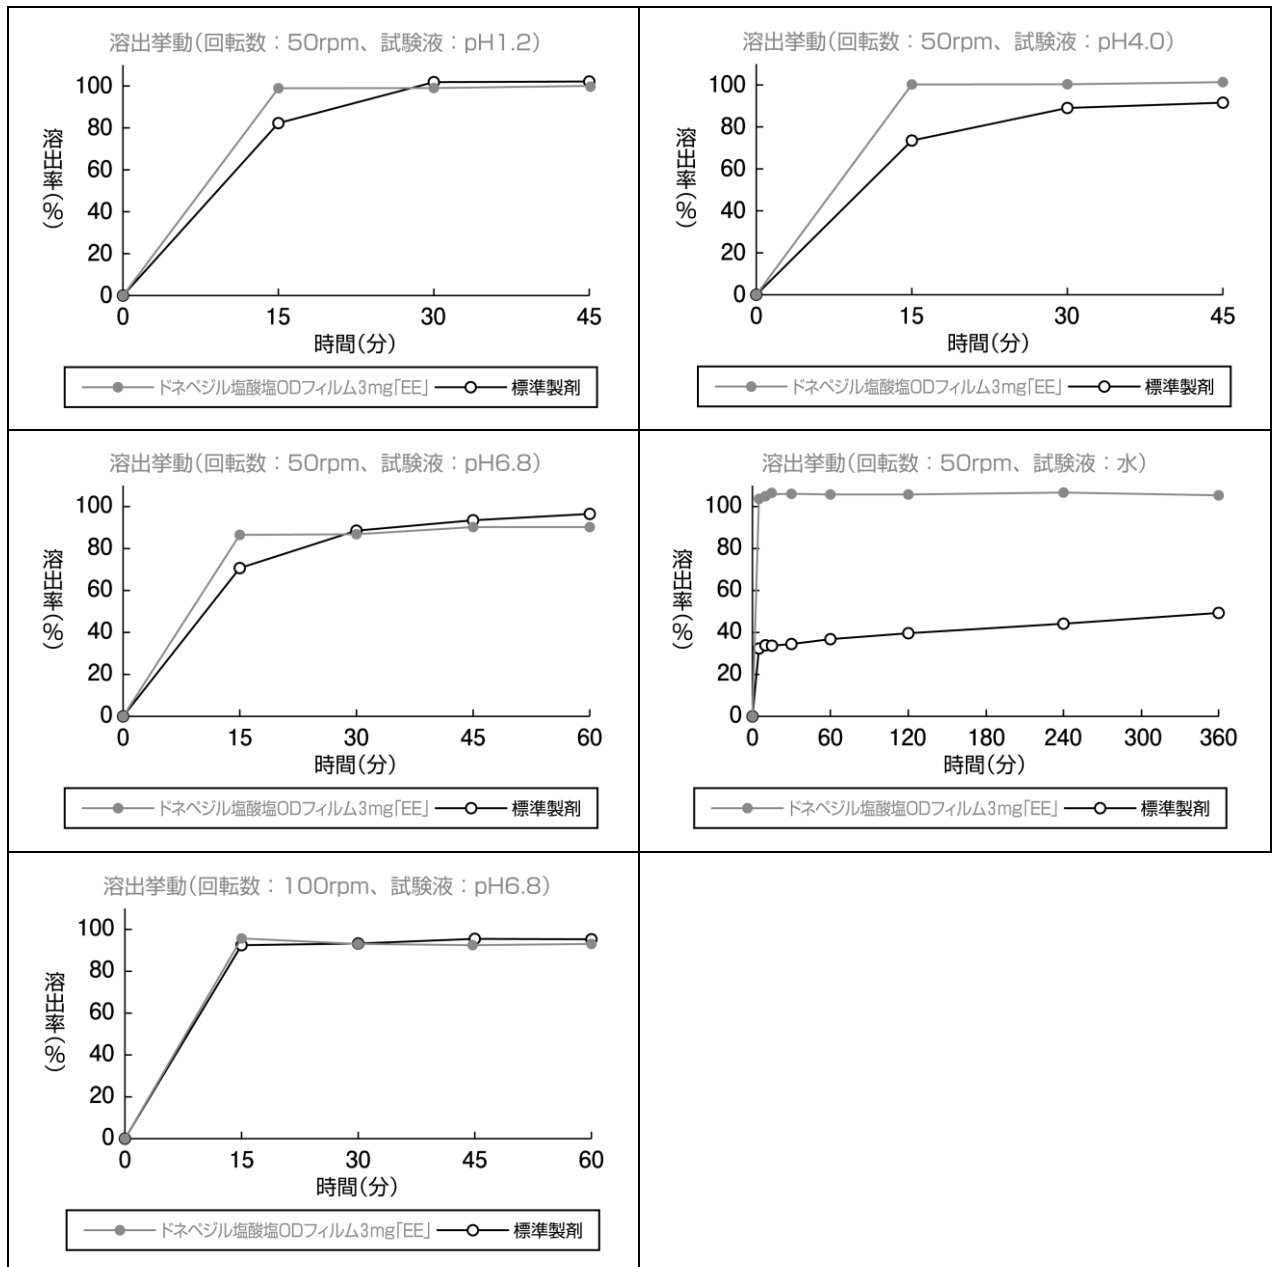 溶出挙動(回転数：50rpm、試験液：pH1.2)
100
80
60
40
20
0
溶出率(%)
0 15 30 45
時間(分)
ドネペジル塩酸塩ODフィルム3mg「EE」 標準製剤
溶出挙動(回転数：50rpm、試験液：pH4.0)
100
80
60
40
20
0
溶出率(%)
0 15 30 45
時間(分)
ドネペジル塩酸塩ODフィルム3mg「EE」 標準製剤
溶出挙動(回転数：50rpm、試験液：pH6.8)
100
80
60
40
20
0
溶出率(%)
0 15 30 45 60
時間(分)
ドネペジル塩酸塩ODフィルム3mg「EE」 標準製剤
溶出挙動(回転数：50rpm、試験液：水)
100
80
60
40
20
0
溶出率(%)
0 60 120 180 240 300 360
時間(分)
ドネペジル塩酸塩ODフィルム3mg「EE」 標準製剤
溶出挙動(回転数：100rpm、試験液：pH6.8)
100
80
60
40
20
0
溶出率(%)
0 15 30 45 60
時間(分)
ドネペジル塩酸塩ODフィルム3mg「EE」 標準製剤